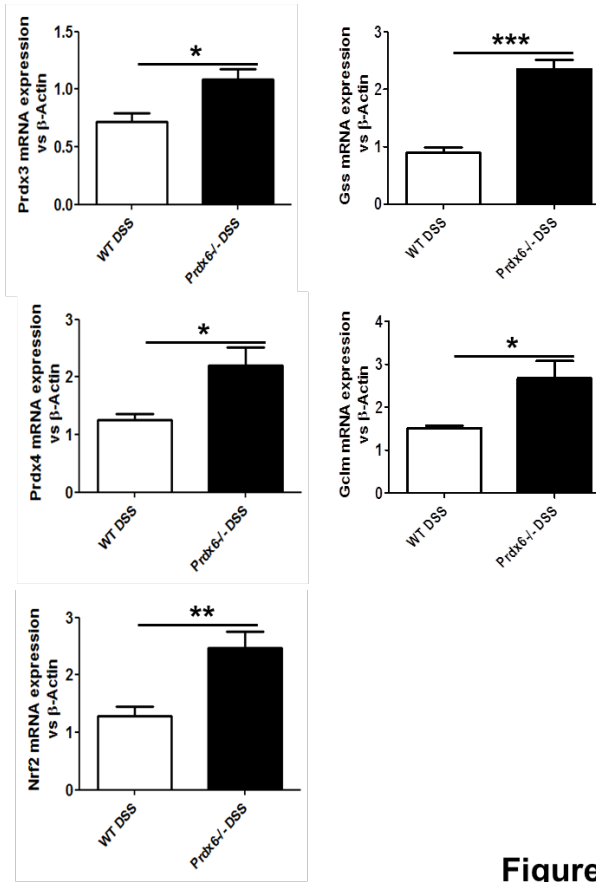 Prdx3 mRNA expression
vs β-Actin
1.5
1.0
0.5
0.0
*
WT DSS
Prdx6-/- DSS
Gss mRNA expression
vs β-Actin
3
2
1
0
***
WT DSS
Prdx6-/- DSS
Prdx4 mRNA expression
vs β-Actin
3
2
1
0
*
WT DSS
Prdx6-/- DSS
Gclm mRNA expression
vs β-Actin
4
3
2
1
0
*
WT DSS
Prdx6-/- DSS
Nrf2 mRNA expression
vs β-Actin
3
2
1
0
**
WT DSS
Prdx6-/- DSS
Figure